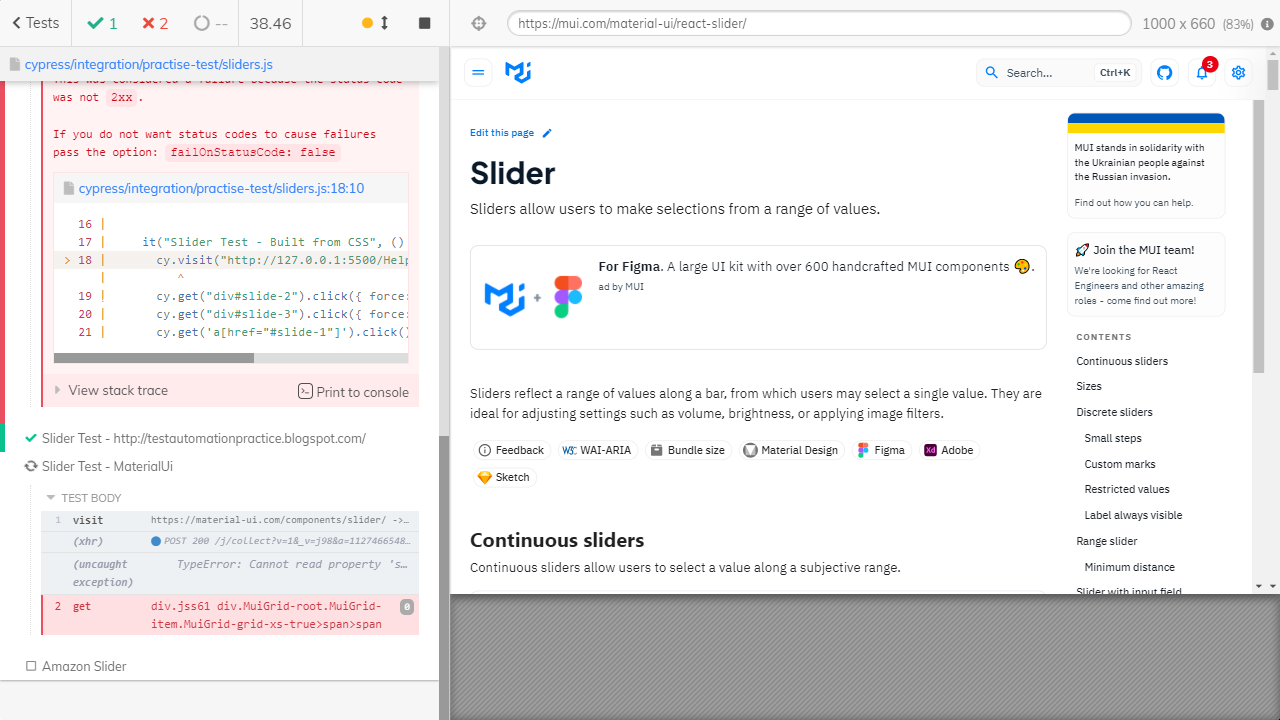 Tests
1
2
--
38.46
https://mui.com/material-ui/react-slider/
1000 x 660 (83%)
cypress/integration/practise-test/sliders.js
This was considered a failure because the status code
was not 2xx.
If you do not want status codes to cause failures
pass the option: failOnStatusCode: false
cypress/integration/practise-test/sliders.js:18:10
16 |
17 | it("Slider Test - Built from CSS", ()
> 18 | cy.visit("http://127.0.0.1:5500/Help
| ^
19 | cy.get("div#slide-2").click({ force:
20 | cy.get("div#slide-3").click({ force:
21 | cy.get('a[href="#slide-1"]').click()
View stack trace
Print to console
Slider Test - http://testautomationpractice.blogspot.com/
Slider Test - MaterialUi
TEST BODY
1 visit https://material-ui.com/components/slider/ ->…
(xhr) POST 200 /j/collect?v=1&_v=j98&a=1127466548…
(uncaught exception) TypeError: Cannot read property 's…
2 get div.jss61 div.MuiGrid-root.MuiGrid-
item.MuiGrid-grid-xs-true>span>span
0
Amazon Slider
Search…
Ctrl+K
3
Edit this page
Slider
Sliders allow users to make selections from a range of values.
For Figma. A large UI kit with over 600 handcrafted MUI components 🎨.
ad by MUI
+
Sliders reflect a range of values along a bar, from which users may select a single value. They are
ideal for adjusting settings such as volume, brightness, or applying image filters.
Feedback
W3C WAI-ARIA
Bundle size
Material Design
Figma
Xd Adobe
Sketch
Continuous sliders
Continuous sliders allow users to select a value along a subjective range.
MUI stands in solidarity with
the Ukrainian people against
the Russian invasion.
Find out how you can help.
🚀 Join the MUI team!
We're looking for React
Engineers and other amazing
roles - come find out more!
CONTENTS
Continuous sliders
Sizes
Discrete sliders
Small steps
Custom marks
Restricted values
Label always visible
Range slider
Minimum distance
Slider with input field